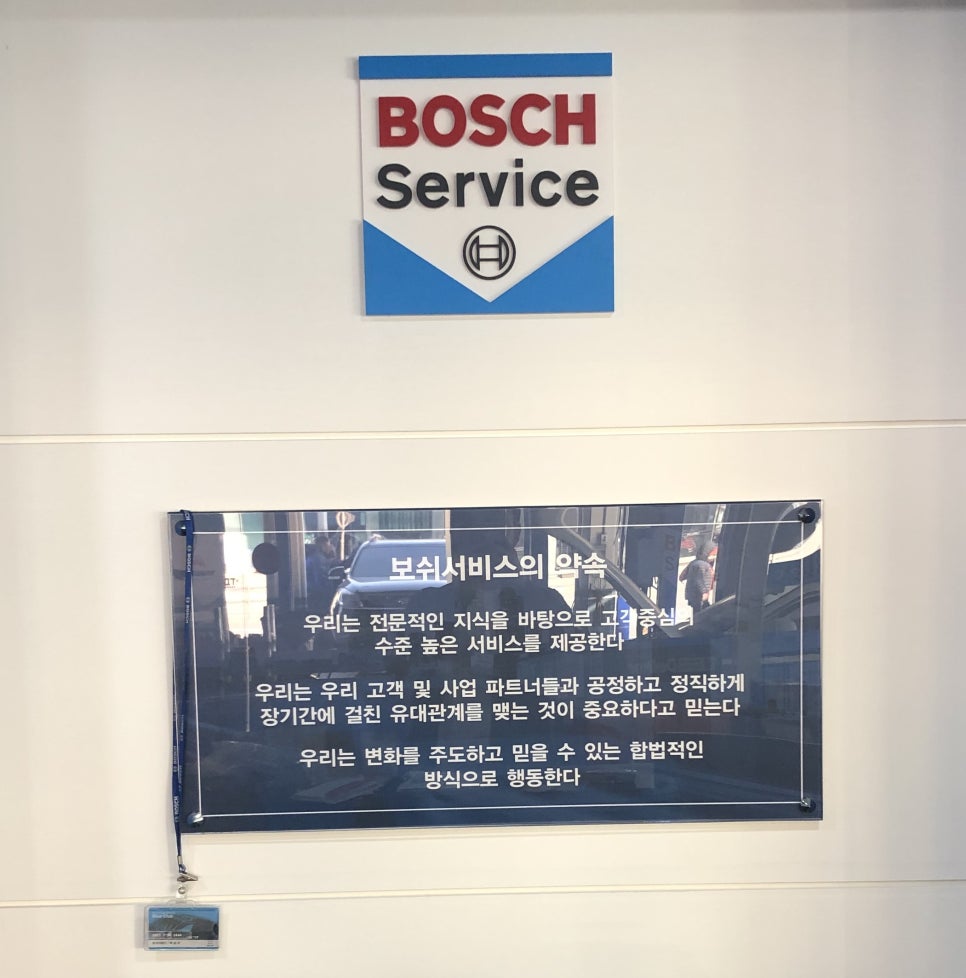 BOSCH
Service
보쉬서비스의 약속
우리는 전문적인 지식을 바탕으로 고객중심의
수준 높은 서비스를 제공한다
우리는 우리 고객 및 사업 파트너들과 공정하고 정직하게
장기간에 걸친 유대관계를 맺는 것이 중요하다고 믿는다
우리는 변화를 주도하고 믿을 수 있는 합법적인
방식으로 행동한다
BOSCH
BOSCH
BOSCH